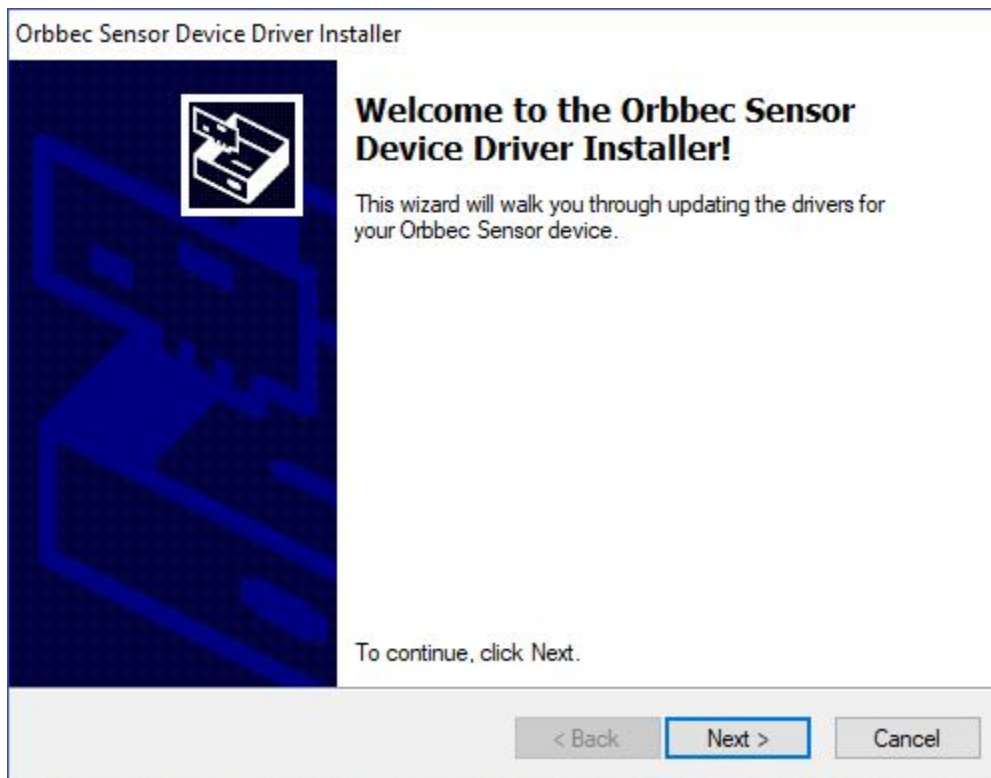 Orbbec Sensor Device Driver Installer
Welcome to the Orbbec Sensor
Device Driver Installer!
This wizard will walk you through updating the drivers for
your Orbbec Sensor device.
To continue, click Next.
< Back
Next >
Cancel